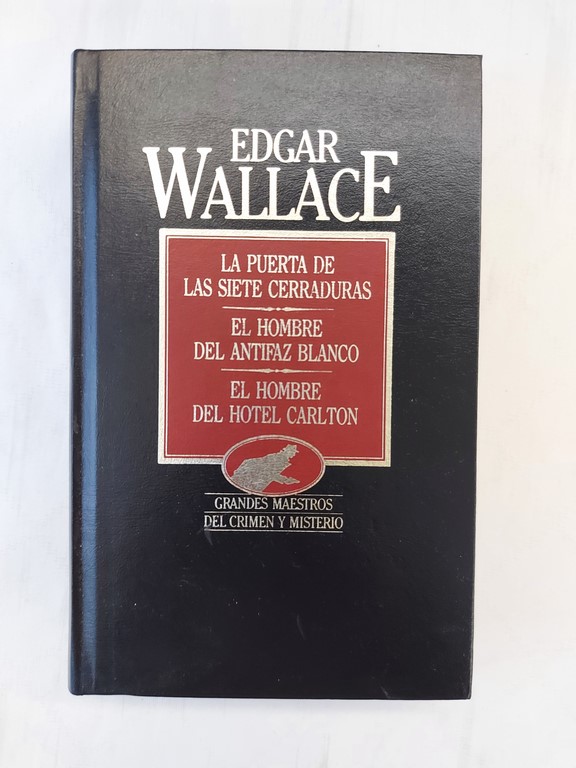 EDGAR
WALLACE
LA PUERTA DE
LAS SIETE CERRADURAS
EL HOMBRE
DEL ANTIFAZ BLANCO
EL HOMBRE
DEL HOTEL CARLTON
GRANDES MAESTROS
DEL CRIMEN Y MISTERIO